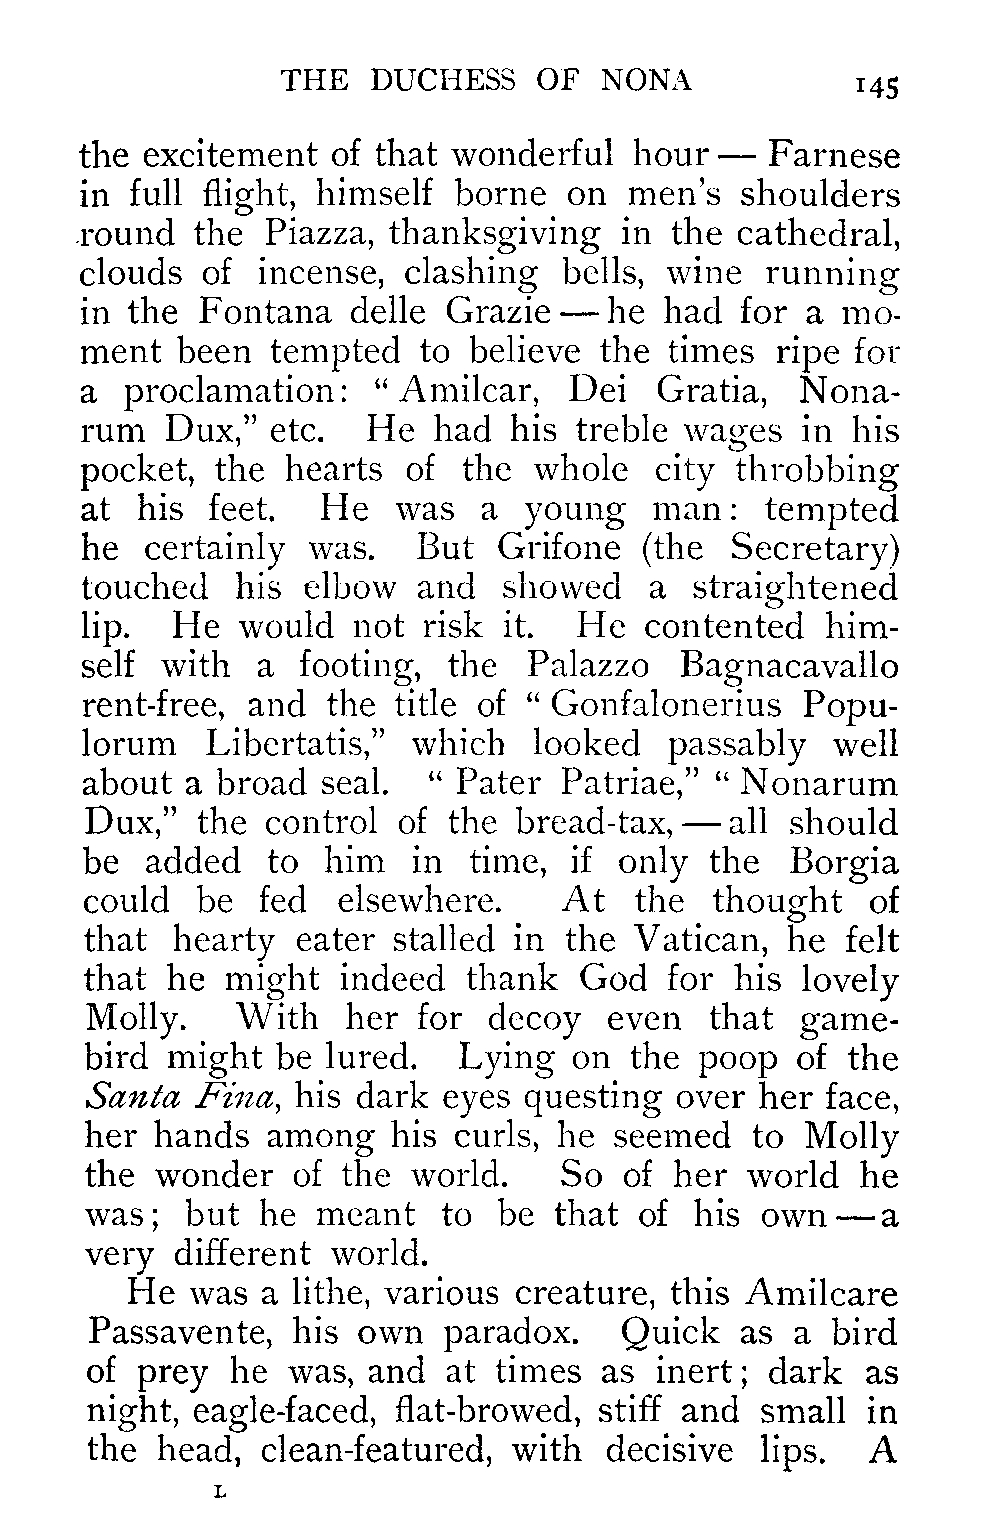 THE DUCHESS OF NONA 145
the excitement of that wonderful hour — Farnese
in full flight, himself borne on men's shoulders
round the Piazza, thanksgiving in the cathedral,
clouds of incense, clashing bells, wine running
in the Fontana delle Grazie — he had for a mo-
ment been tempted to believe the times ripe for
a proclamation: “ Amilcar, Dei Gratia, Nona-
rum Dux,” etc. He had his treble wages in his
pocket, the hearts of the whole city throbbing
at his feet. He was a young man: tempted
he certainly was. But Grifone (the Secretary)
touched his elbow and showed a straightened
lip. He would not risk it. He contented him-
self with a footing, the Palazzo Bagnacavallo
rent-free, and the title of “ Gonfalonerius Popu-
lorum Libertatis,” which looked passably well
about a broad seal. “ Pater Patriae,” “ Nonarum
Dux,” the control of the bread-tax, — all should
be added to him in time, if only the Borgia
could be fed elsewhere. At the thought of
that hearty eater stalled in the Vatican, he felt
that he might indeed thank God for his lovely
Molly. With her for decoy even that game-
bird might be lured. Lying on the poop of the
Santa Fina, his dark eyes questing over her face,
her hands among his curls, he seemed to Molly
the wonder of the world. So of her world he
was; but he meant to be that of his own — a
very different world.
He was a lithe, various creature, this Amilcare
Passavente, his own paradox. Quick as a bird
of prey he was, and at times as inert; dark as
night, eagle-faced, flat-browed, stiff and small in
the head, clean-featured, with decisive lips. A
L